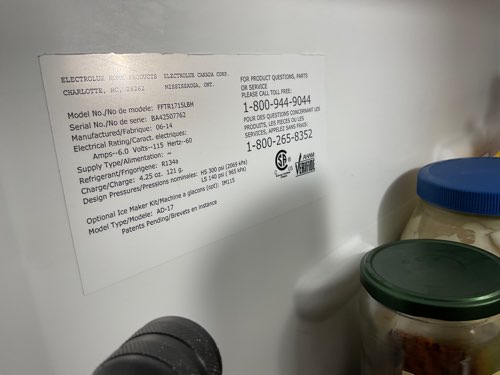 ELECTROLUX HOME PRODUCTS ELECTROLUX CANADA CORP.
CHARLOTTE, NC, 28262 MISSISSAUGA, ONT.
Model No./No de modele: FFTR1715LBM
Serial No./No de serie: BA42507762
Manufactured/Fabrique: 06-14
Electrical Rating/Caract. electriques:
Amps--6.0 Volts--115 Hertz--60
Supply Type/Alimentation: ~
Refrigerant/Frigorigene: R134a
Charge/Charge: 4.25 oz. 121 g.
Design Pressures/Pressions nominales: HS 300 psi (2069 kPa)
LS 140 psi ( 965 kPa)
Optional Ice Maker Kit/Machine a glacons (opt): IM115
Model Type/Modele: AD-17
Patents Pending/Brevets en instance
FOR PRODUCT QUESTIONS, PARTS
OR SERVICE
PLEASE CALL TOLL FREE:
1-800-944-9044
POUR DES QUESTIONS CONCERNANT LES
PRODUITS, LES PIECES OU LES
SERVICES, APPELEZ SANS FRAIS:
1-800-265-8352